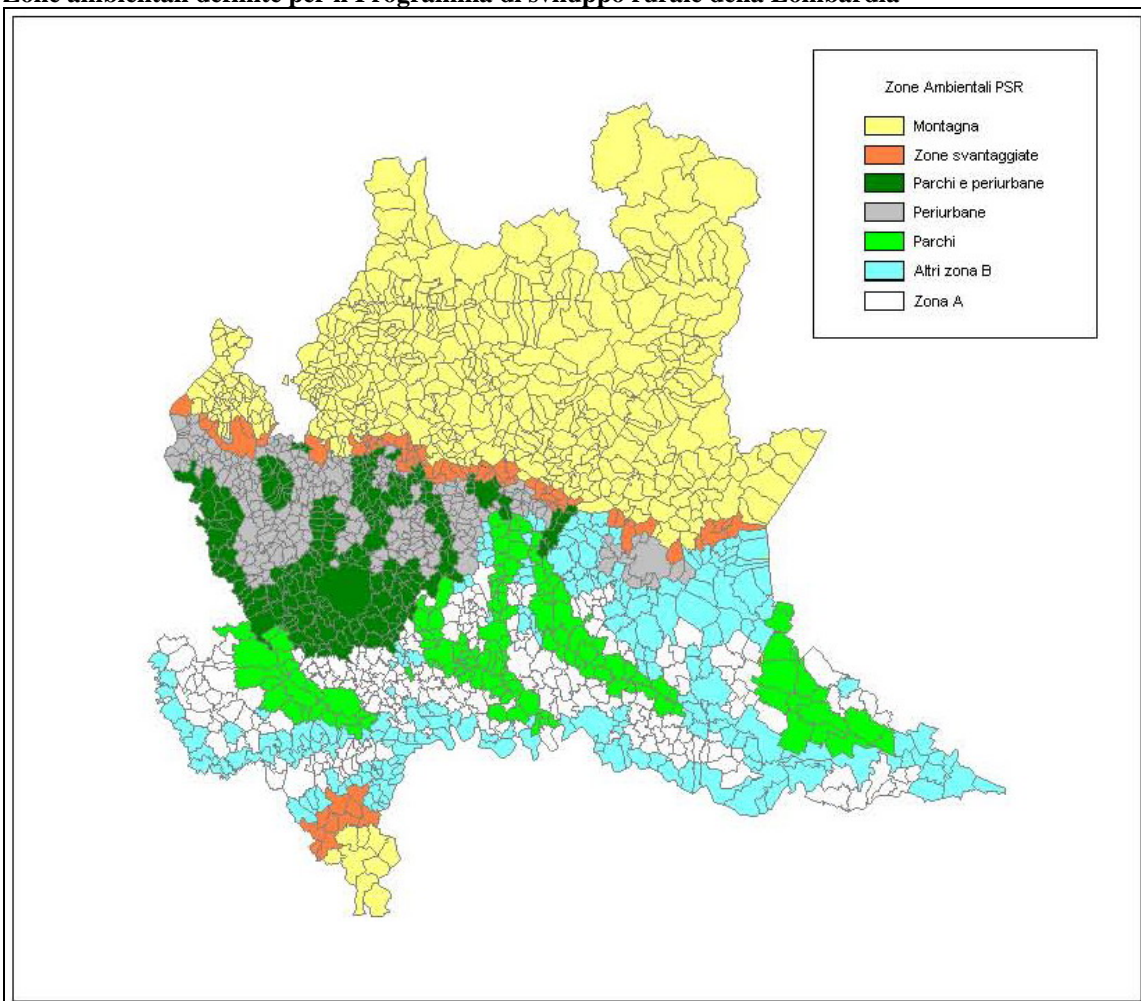 Zone ambientali definite per il Programma di sviluppo rurale della Lombardia
Zone Ambientali PSR
Montagna
Zone svantaggiate
Parchi e periurbane
Periurbane
Parchi
Altri zona B
Zona A